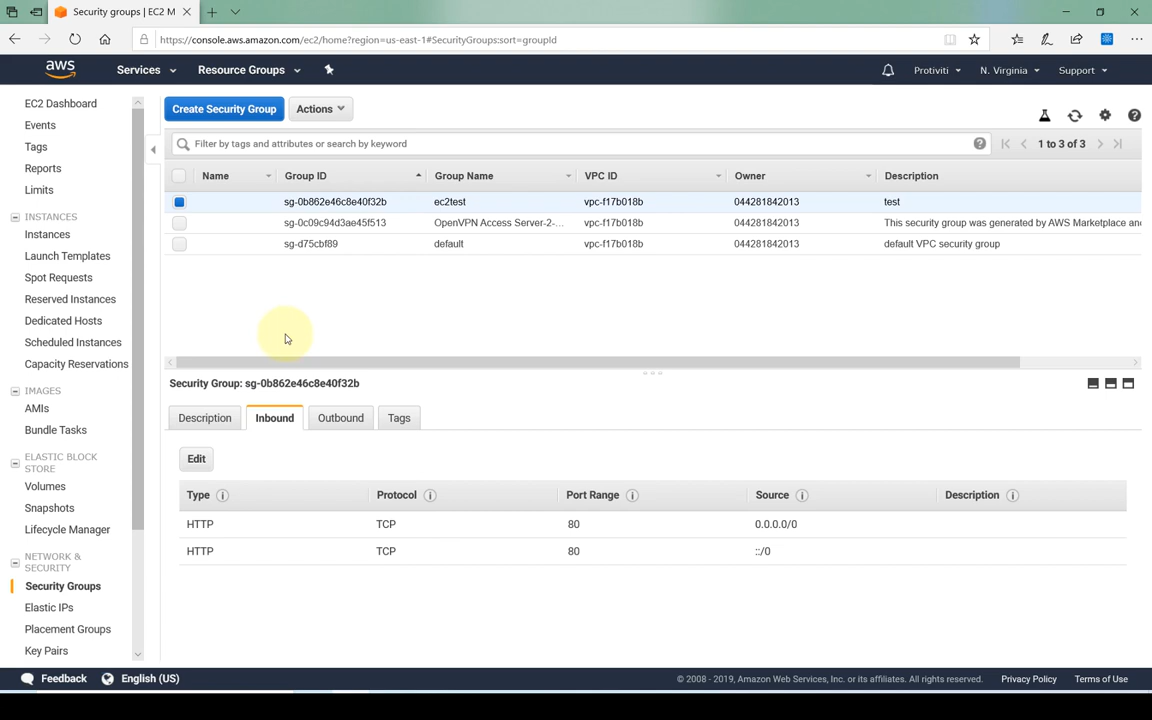 Security groups | EC2 M
https://console.aws.amazon.com/ec2/home?region=us-east-1#SecurityGroups:sort=groupId
aws Services Resource Groups Protiviti N. Virginia Support
EC2 Dashboard
Events
Tags
Reports
Limits
INSTANCES
Instances
Launch Templates
Spot Requests
Reserved Instances
Dedicated Hosts
Scheduled Instances
Capacity Reservations
IMAGES
AMIs
Bundle Tasks
ELASTIC BLOCK
STORE
Volumes
Snapshots
Lifecycle Manager
NETWORK &
SECURITY
Security Groups
Elastic IPs
Placement Groups
Key Pairs
Create Security Group Actions
Filter by tags and attributes or search by keyword 1 to 3 of 3
Name Group ID Group Name VPC ID Owner Description
sg-0b862e46c8e40f32b ec2test vpc-f17b018b 044281842013 test
sg-0c09c94d3ae45f513 OpenVPN Access Server-2-... vpc-f17b018b 044281842013 This security group was generated by AWS Marketplace and
sg-d75cbf89 default vpc-f17b018b 044281842013 default VPC security group
Security Group: sg-0b862e46c8e40f32b
Description Inbound Outbound Tags
Edit
Type Protocol Port Range Source Description
HTTP TCP 80 0.0.0.0/0
HTTP TCP 80 ::/0
Feedback English (US) © 2008 - 2019, Amazon Web Services, Inc. or its affiliates. All rights reserved. Privacy Policy Terms of Use